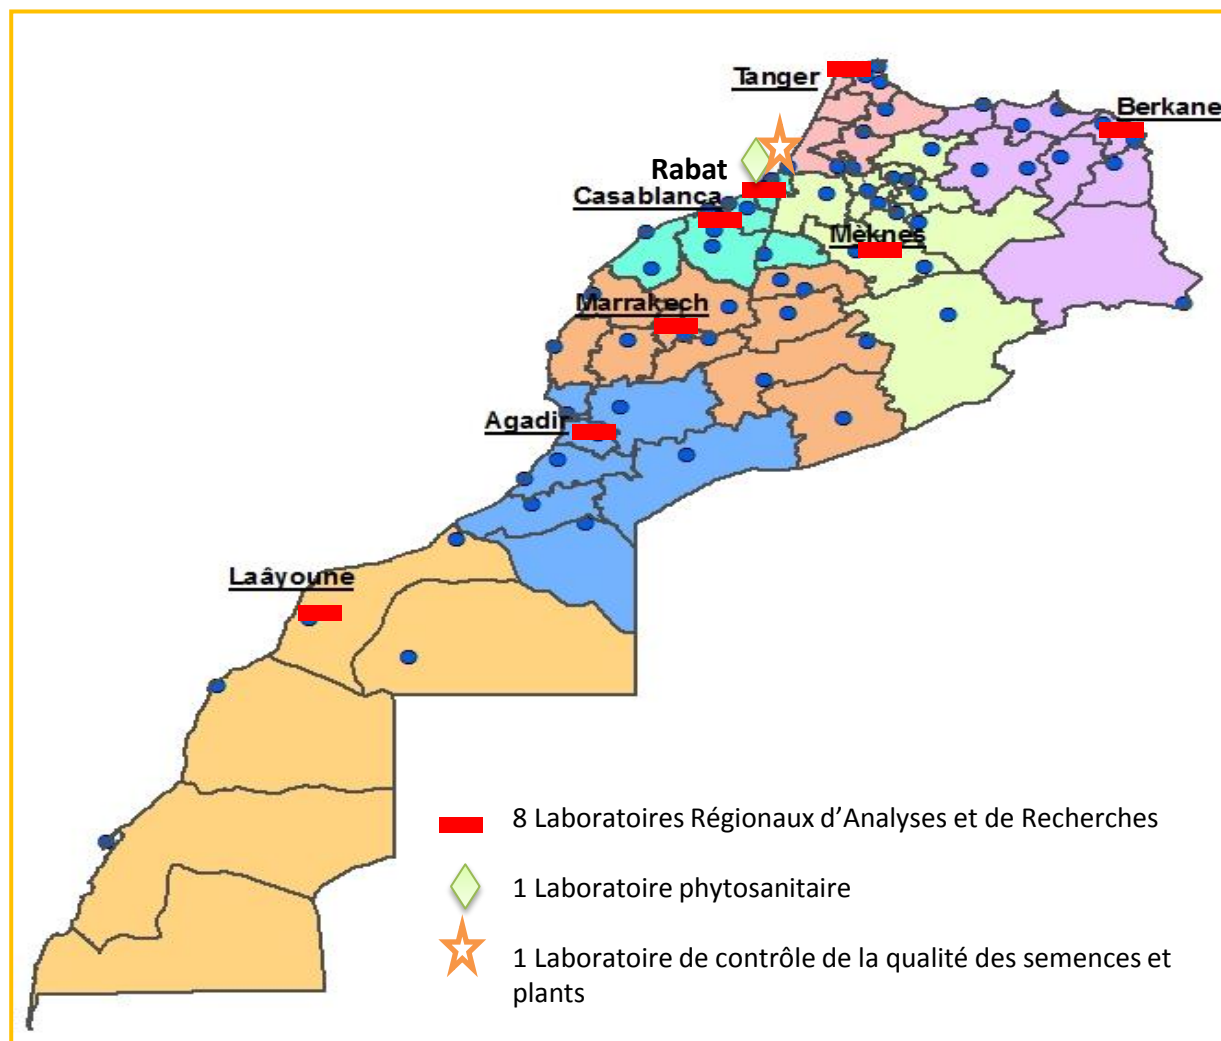 Tanger
Berkane
Rabat
Casablanca
Mèknes
Marrakech
Agadir
Laâyoune
8 Laboratoires Régionaux d’Analyses et de Recherches
1 Laboratoire phytosanitaire
1 Laboratoire de contrôle de la qualité des semences et
plants